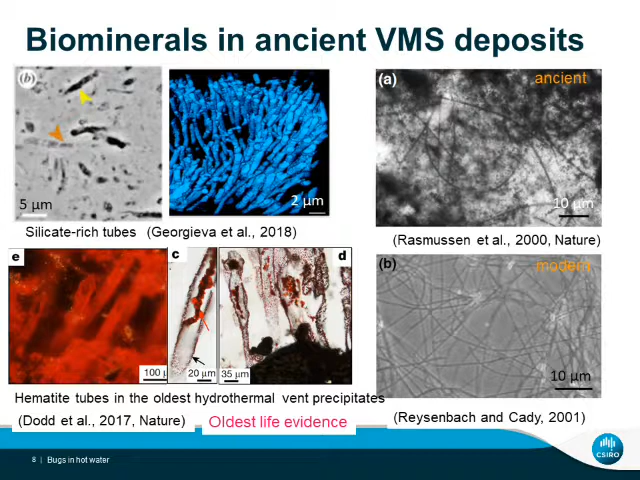 Biominerals in ancient VMS deposits
(b)
5 μm
2 μm
Silicate-rich tubes (Georgieva et al., 2018)
(a)
ancient
10 μm
(Rasmussen et al., 2000, Nature)
e
100 μ
c
20 μm
d
35 μm
Hematite tubes in the oldest hydrothermal vent precipitates
(Dodd et al., 2017, Nature)
Oldest life evidence
(b)
modern
10 μm
(Reysenbach and Cady, 2001)
8 | Bugs in hot water
CSIRO